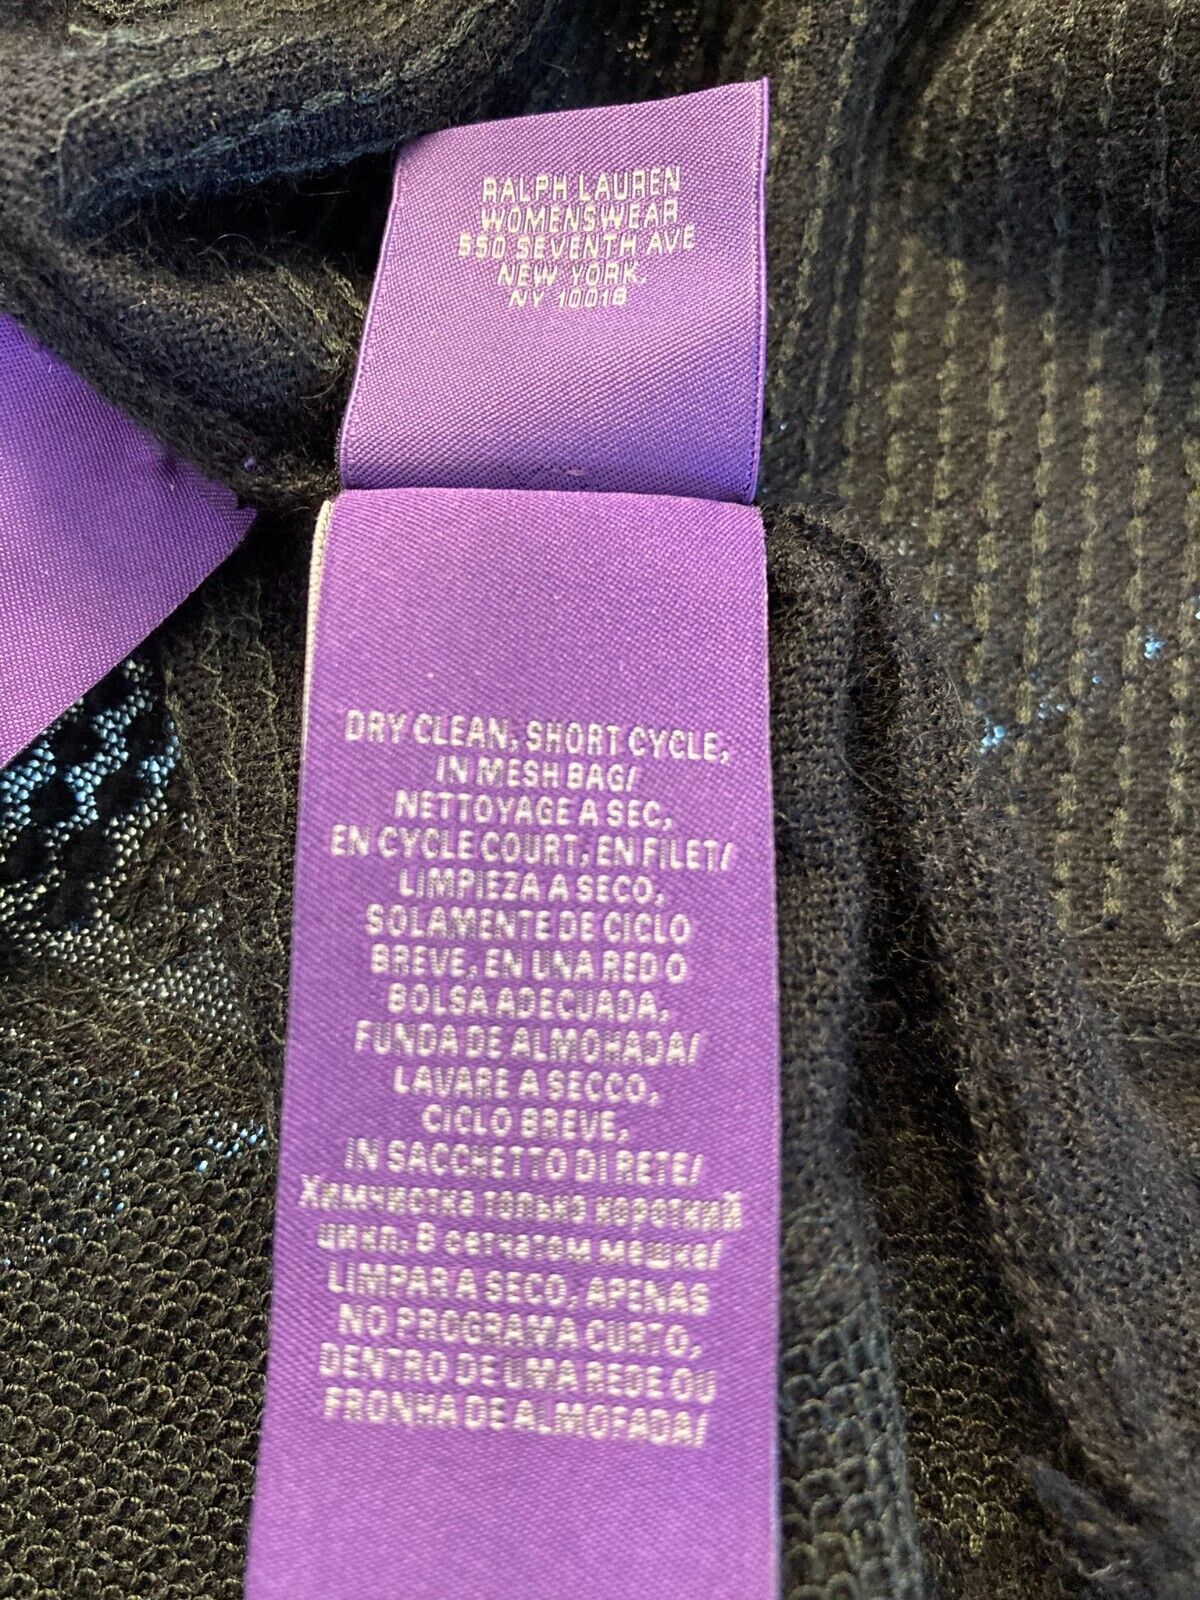 RALPH LAUREN
WOMENSWEAR
550 SEVENTH AVE
NEW YORK,
NY 10018
DRY CLEAN, SHORT CYCLE,
IN MESH BAG/
NETTOYAGE A SEC,
EN CYCLE COURT, EN FILET/
LIMPIEZA A SECO,
SOLAMENTE DE CICLO
BREVE, EN UNA RED O
BOLSA ADECUADA,
FUNDA DE ALMOHADA/
LAVARE A SECCO,
CICLO BREVE,
IN SACCHETTO DI RETE/
Химчистка только короткий
цикл. В сетчатом мешке/
LIMPAR A SECO, APENAS
NO PROGRAMA CURTO,
DENTRO DE UMA REDE OU
FRONHA DE ALMOFADA/